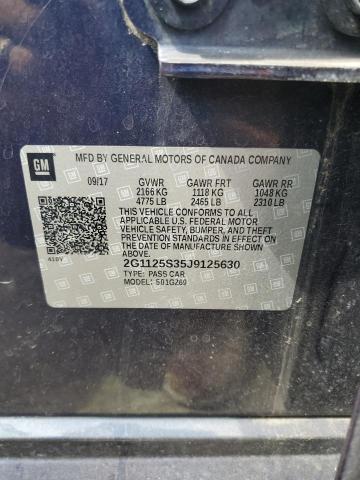 GM
MFD BY GENERAL MOTORS OF CANADA COMPANY
09/17 GVWR GAWR FRT GAWR RR
2166 KG 1118 KG 1048 KG
4775 LB 2465 LB 2310 LB
THIS VEHICLE CONFORMS TO ALL
APPLICABLE U.S. FEDERAL MOTOR
VEHICLE SAFETY, BUMPER, AND THEFT
PREVENTION STANDARDS IN EFFECT ON
THE DATE OF MANUFACTURE SHOWN
ABOVE.
418V 2G1125S35J9125630
TYPE: PASS CAR
MODEL: 501GZ69